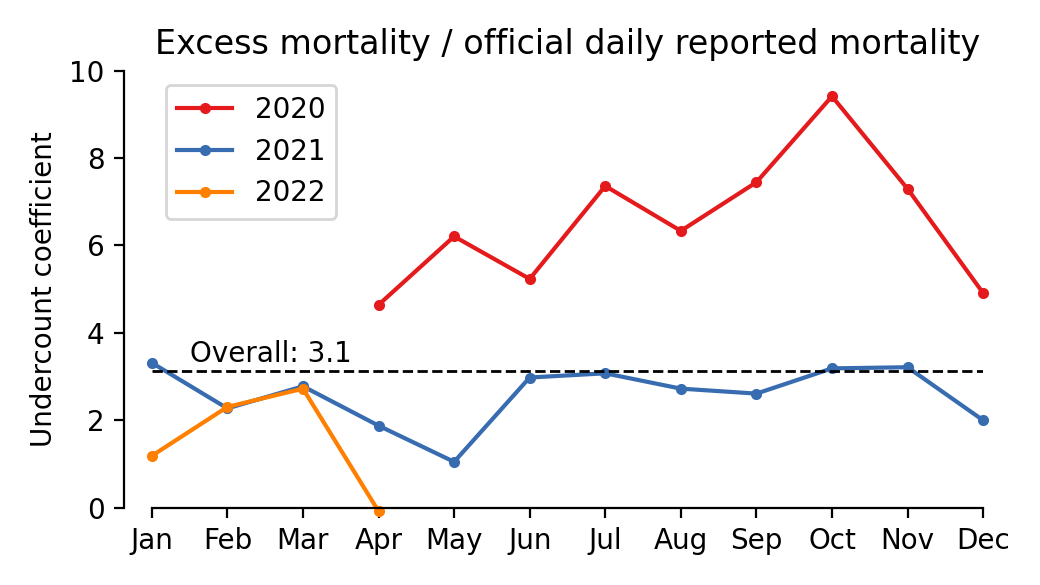 Excess mortality / official daily reported mortality
Undercount coefficient
10
8
6
4
2
0
2020
2021
2022
Overall: 3.1
Jan Feb Mar Apr May Jun Jul Aug Sep Oct Nov Dec